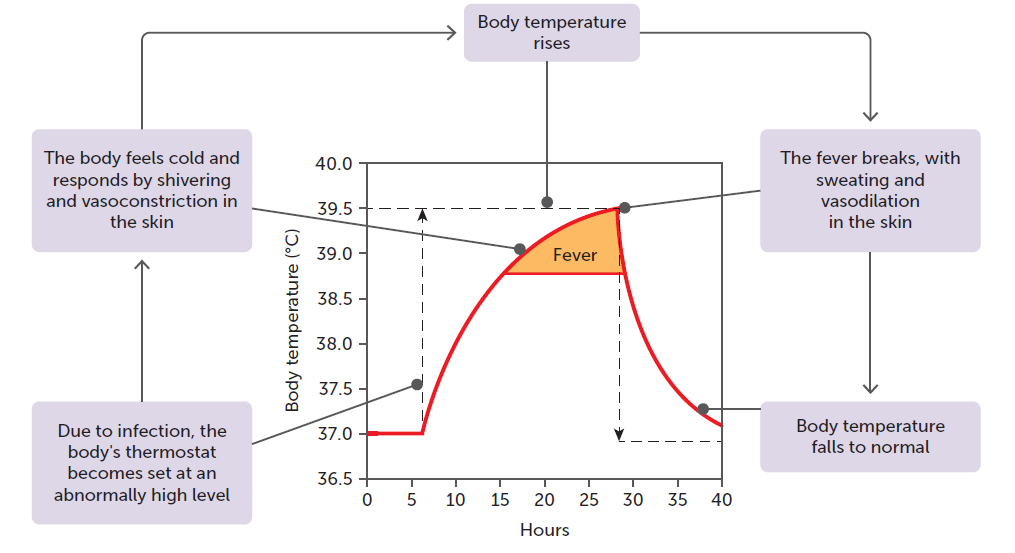 Body temperature
rises
The body feels cold and
responds by shivering
and vasoconstriction in
the skin
The fever breaks, with
sweating and
vasodilation
in the skin
Due to infection, the
body's thermostat
becomes set at an
abnormally high level
Body temperature
falls to normal
Body temperature (°C)
40.0
39.5
39.0
38.5
38.0
37.5
37.0
36.5
Fever
0 5 10 15 20 25 30 35 40
Hours